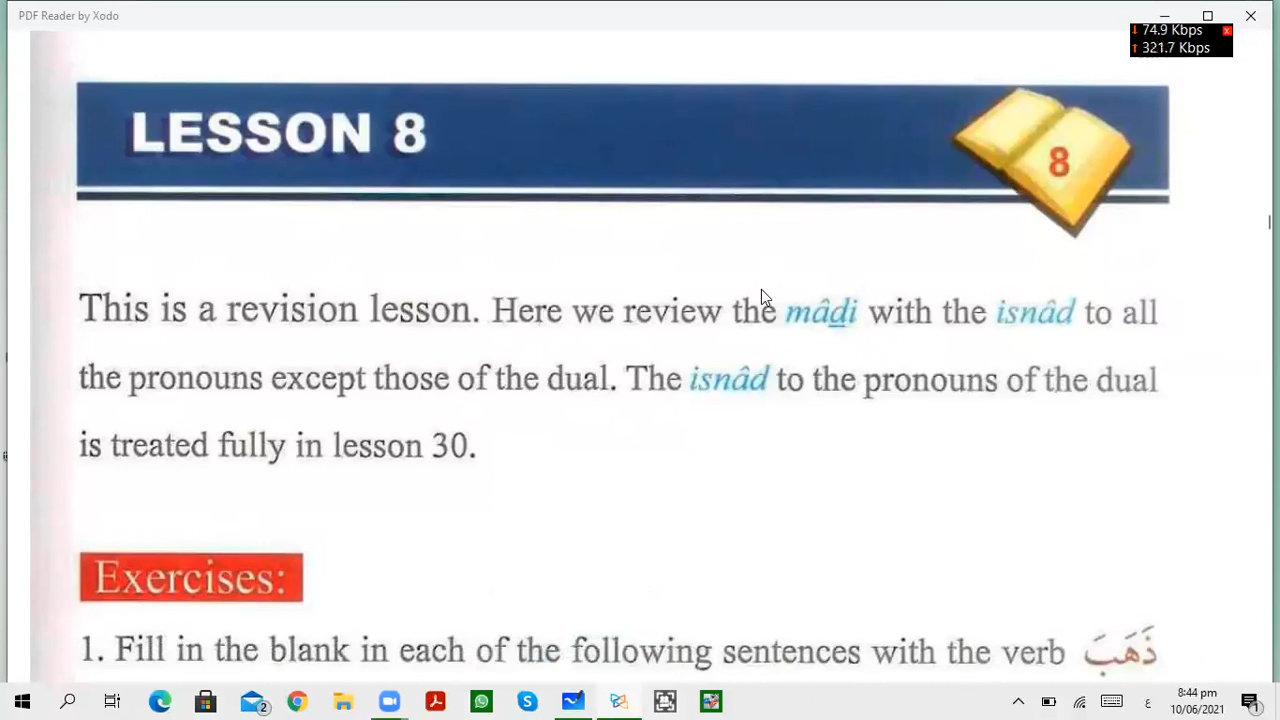 PDF Reader by Xodo
↓ 74.9 Kbps x
↑ 321.7 Kbps
LESSON 8
8
This is a revision lesson. Here we review the mâḏi with the isnâd to all
the pronouns except those of the dual. The isnâd to the pronouns of the dual
is treated fully in lesson 30.
Exercises:
1. Fill in the blank in each of the following sentences with the verb ذَهَبَ
2
ع
8:44 pm
10/06/2021
1